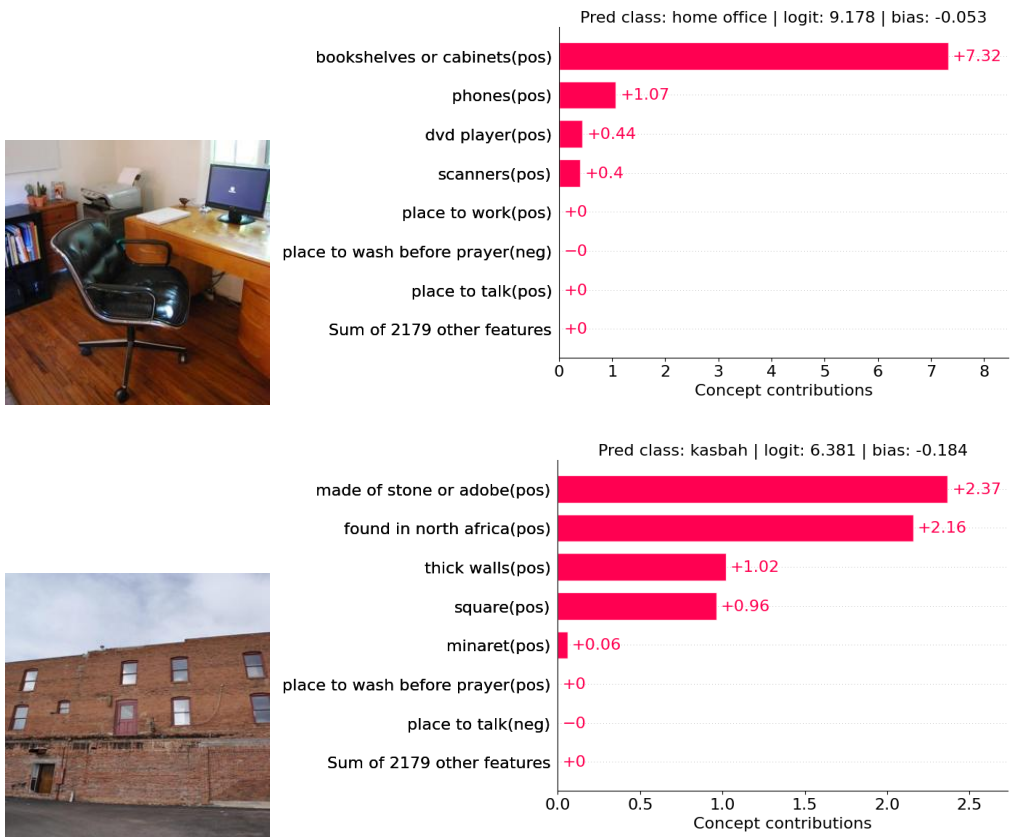 Pred class: home office | logit: 9.178 | bias: -0.053
bookshelves or cabinets(pos)
+7.32
phones(pos)
+1.07
dvd player(pos)
+0.44
scanners(pos)
+0.4
place to work(pos)
+0
place to wash before prayer(neg)
−0
place to talk(pos)
+0
Sum of 2179 other features
+0
0 1 2 3 4 5 6 7 8
Concept contributions
Pred class: kasbah | logit: 6.381 | bias: -0.184
made of stone or adobe(pos)
+2.37
found in north africa(pos)
+2.16
thick walls(pos)
+1.02
square(pos)
+0.96
minaret(pos)
+0.06
place to wash before prayer(pos)
+0
place to talk(neg)
−0
Sum of 2179 other features
+0
0.0 0.5 1.0 1.5 2.0 2.5
Concept contributions